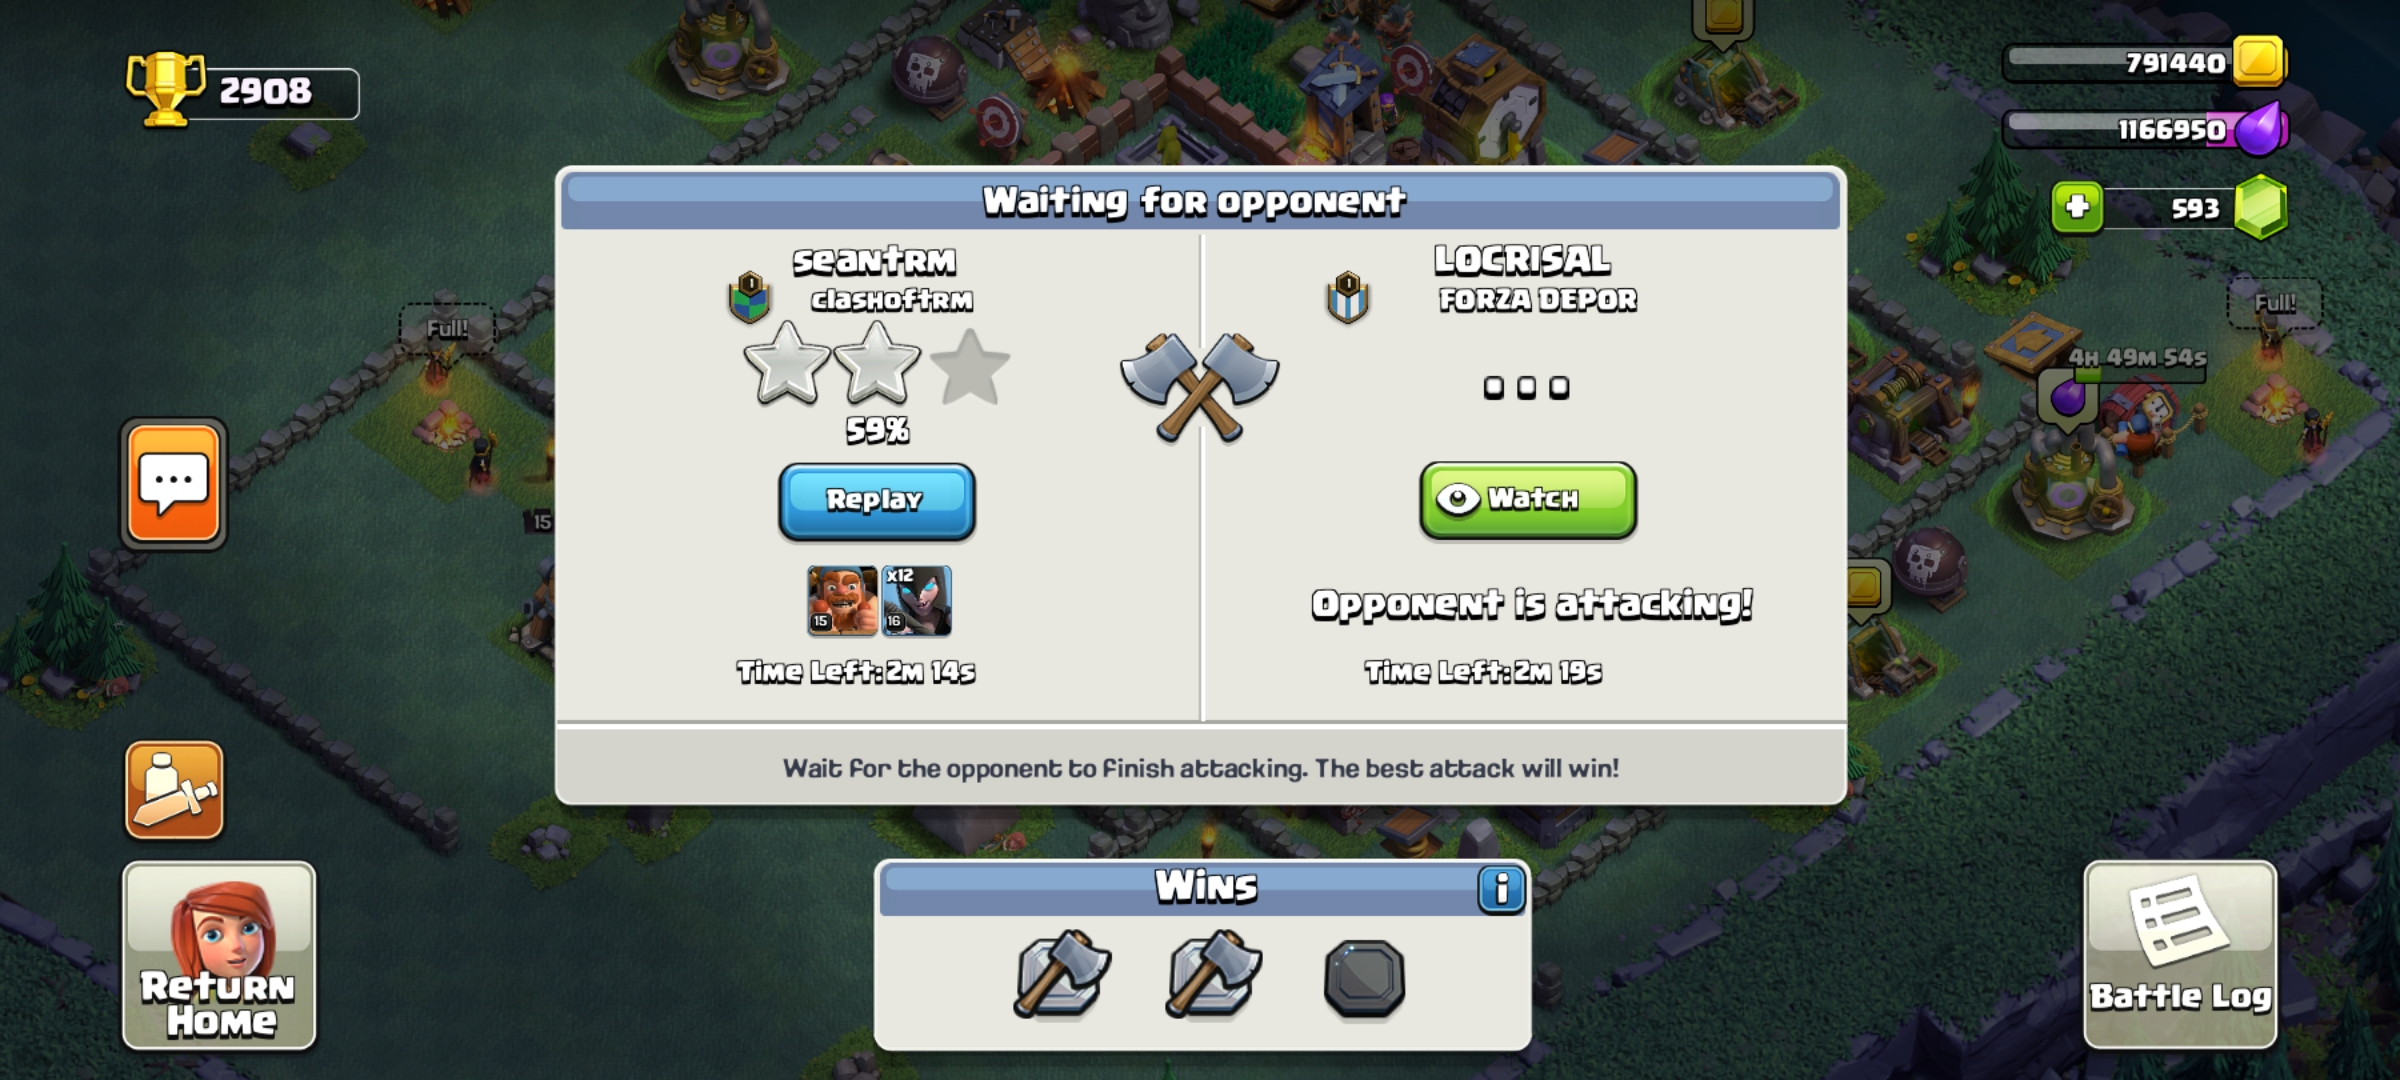 2908
791440
1166950
593
Full!
Full!
4H 49M 54s
15
Waiting for opponent
seantRM
1
clasHoftRM
59%
Replay
x12
15
16
Time Left:2M 14s
LOCRISAL
1
FORZA DEPOR
Watch
Opponent is attacking!
Time Left:2M 19s
Wait for the opponent to finish attacking. The best attack will win!
Wins
i
Return
Home
Battle Log